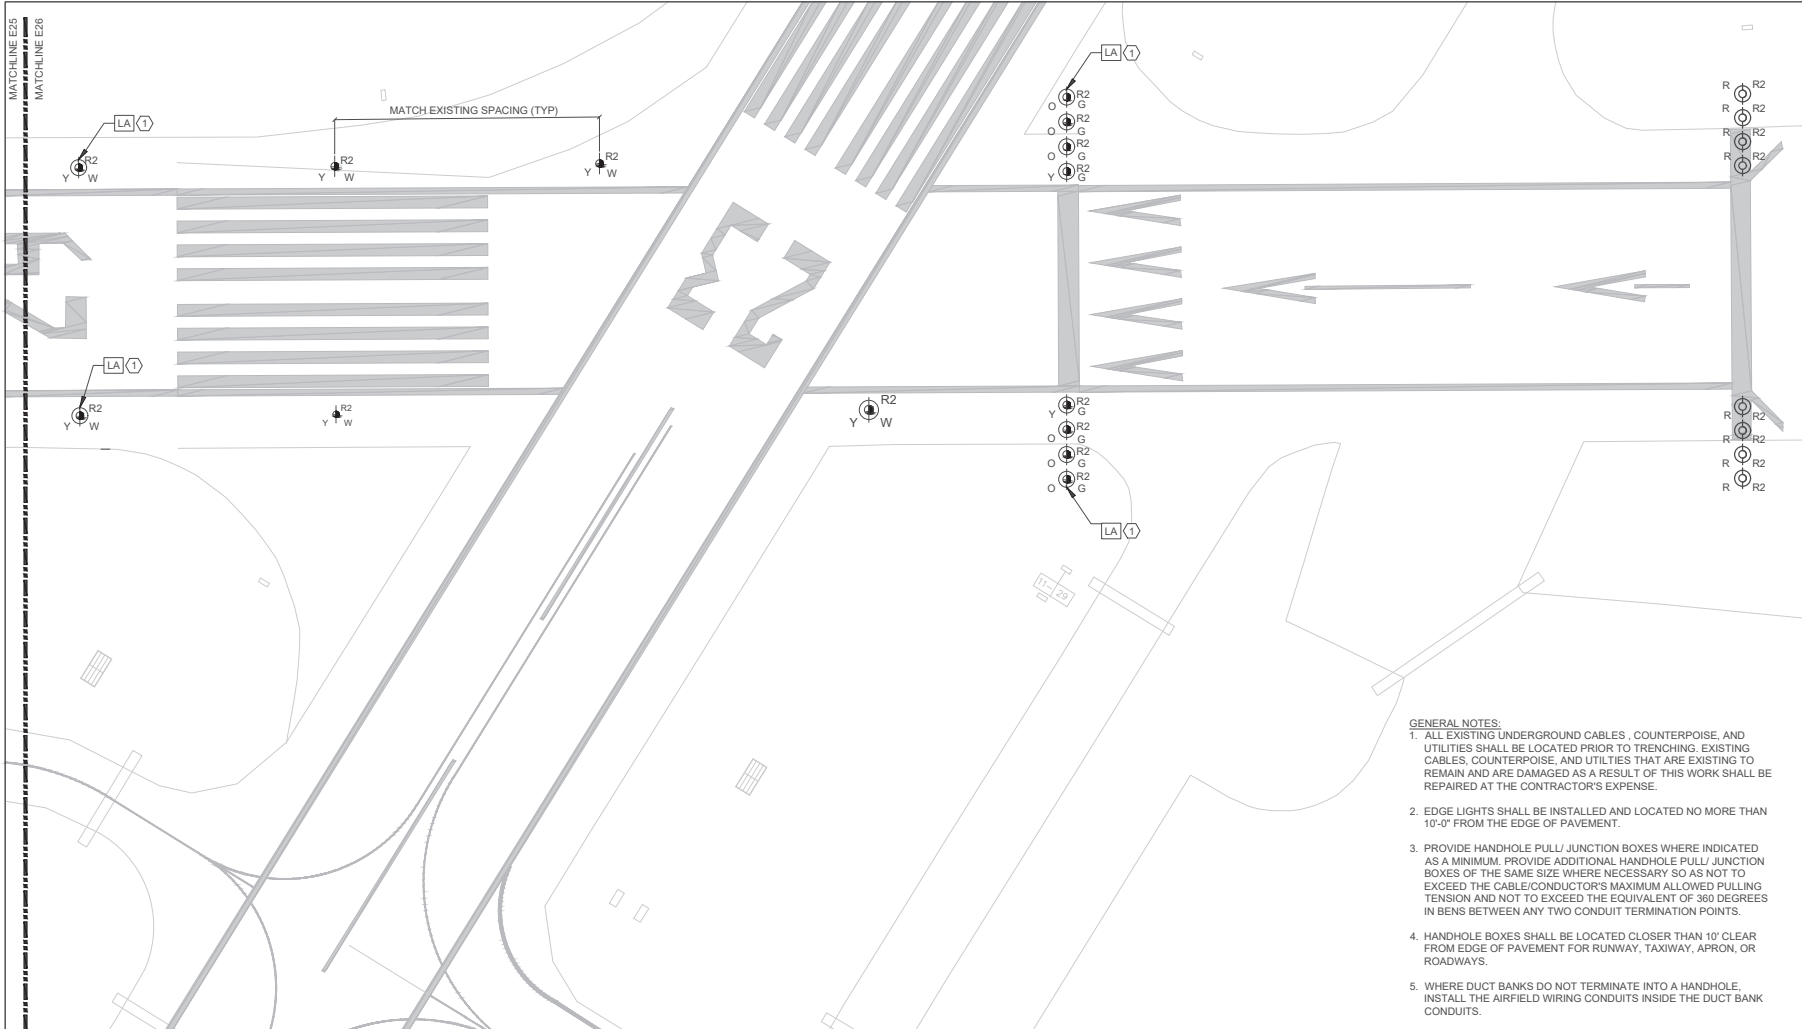 MATCHLINE E25
MATCHLINE E26
LA 1
R2
Y W
MATCH EXISTING SPACING (TYP)
R2
Y W
R2
Y W
LA 1
R2
O G
R2
O G
R2
O G
R2
Y G
R R2
R R2
R R2
R R2
23
LA 1
R2
Y W
R2
Y W
R2
Y W
R2
Y G
R2
O G
R2
O G
R2
O G
LA 1
R R2
R R2
R R2
R R2
11-29
GENERAL NOTES:
1. ALL EXISTING UNDERGROUND CABLES , COUNTERPOISE, AND
UTILITIES SHALL BE LOCATED PRIOR TO TRENCHING. EXISTING
CABLES, COUNTERPOISE, AND UTILTIES THAT ARE EXISTING TO
REMAIN AND ARE DAMAGED AS A RESULT OF THIS WORK SHALL BE
REPAIRED AT THE CONTRACTOR'S EXPENSE.
2. EDGE LIGHTS SHALL BE INSTALLED AND LOCATED NO MORE THAN
10'-0" FROM THE EDGE OF PAVEMENT.
3. PROVIDE HANDHOLE PULL/ JUNCTION BOXES WHERE INDICATED
AS A MINIMUM. PROVIDE ADDITIONAL HANDHOLE PULL/ JUNCTION
BOXES OF THE SAME SIZE WHERE NECESSARY SO AS NOT TO
EXCEED THE CABLE/CONDUCTOR'S MAXIMUM ALLOWED PULLING
TENSION AND NOT TO EXCEED THE EQUIVALENT OF 360 DEGREES
IN BENS BETWEEN ANY TWO CONDUIT TERMINATION POINTS.
4. HANDHOLE BOXES SHALL BE LOCATED CLOSER THAN 10' CLEAR
FROM EDGE OF PAVEMENT FOR RUNWAY, TAXIWAY, APRON, OR
ROADWAYS.
5. WHERE DUCT BANKS DO NOT TERMINATE INTO A HANDHOLE,
INSTALL THE AIRFIELD WIRING CONDUITS INSIDE THE DUCT BANK
CONDUITS.